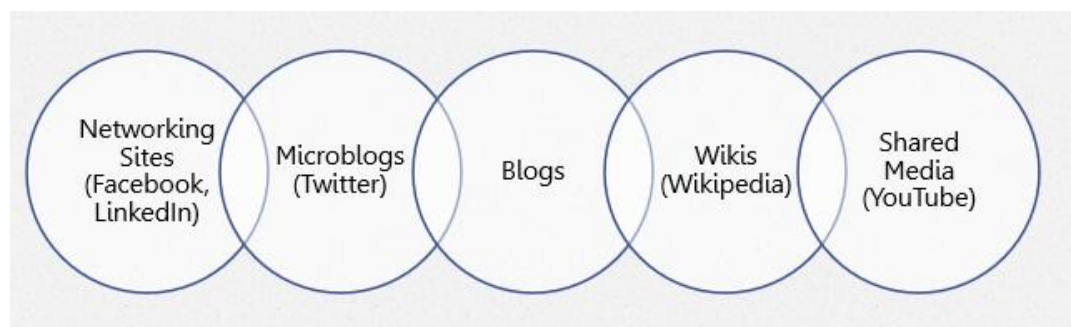 Networking
Sites
(Facebook,
LinkedIn)
Microblogs
(Twitter)
Blogs
Wikis
(Wikipedia)
Shared
Media
(YouTube)